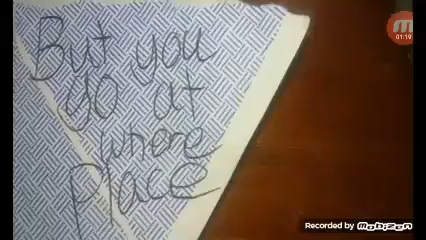 01:19
But you
go at
where
Place
Recorded by Mobizen